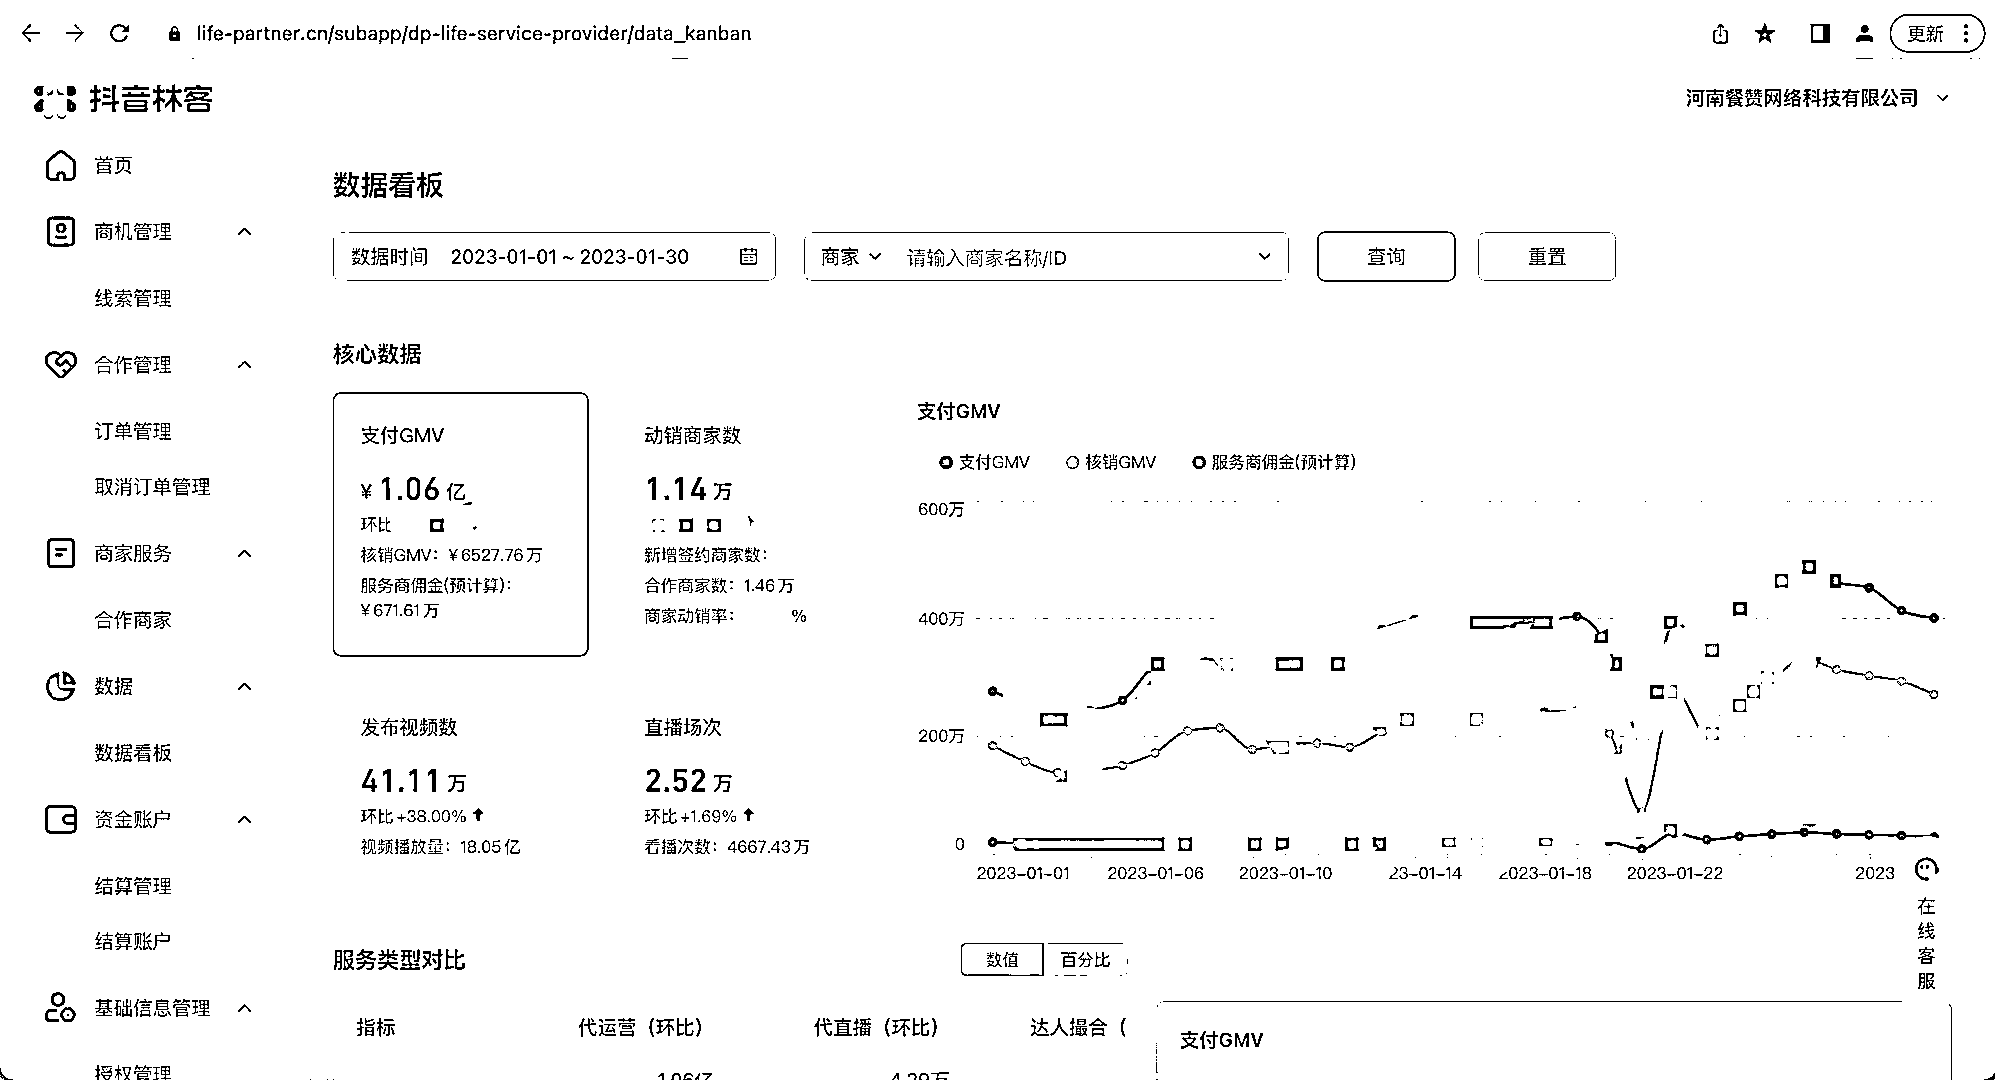 life-partner.cn/subapp/dp-life-service-provider/data_kanban
更新
抖音林客
河南餐赞网络科技有限公司
首页
商机管理
线索管理
合作管理
订单管理
取消订单管理
商家服务
合作商家
数据
数据看板
资金账户
结算管理
结算账户
基础信息管理
授权管理
数据看板
数据时间 2023-01-01 ~ 2023-01-30
商家 请输入商家名称/ID
查询
重置
核心数据
支付GMV
¥ 1.06 亿
环比
核销GMV: ¥6527.76万
服务商佣金(预计算):
¥671.61万
动销商家数
1.14 万
新增签约商家数:
合作商家数: 1.46万
商家动销率: %
发布视频数
41.11 万
环比+38.00%
视频播放量: 18.05亿
直播场次
2.52 万
环比+1.69%
看播次数: 4667.43万
支付GMV
支付GMV 核销GMV 服务商佣金(预计算)
600万
400万
200万
0
2023-01-01 2023-01-06 2023-01-10 23-01-14 2023-01-18 2023-01-22 2023
在线客服
服务类型对比
数值 百分比
指标 代运营（环比） 代直播（环比） 达人撮合（
1.06亿 4.29万
支付GMV